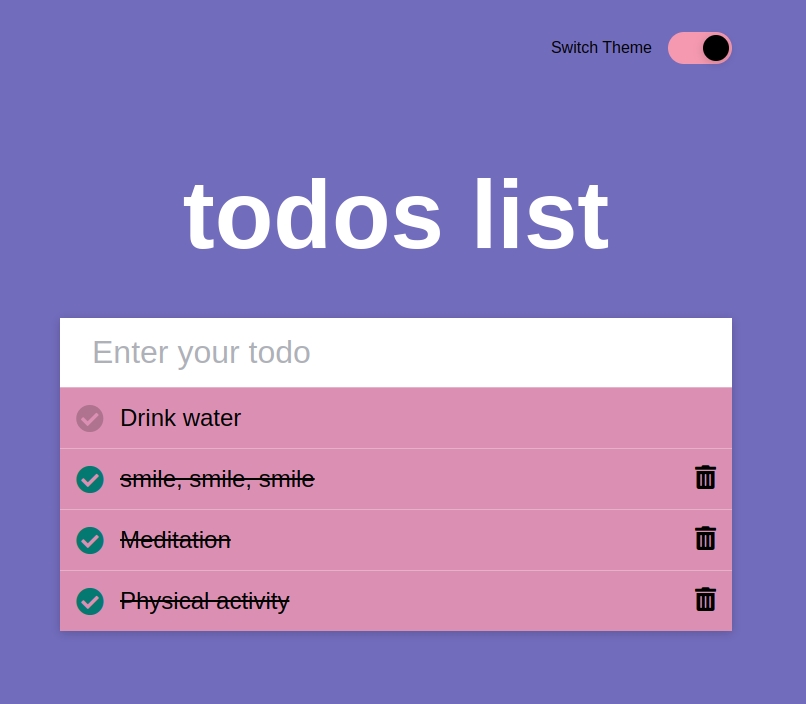 Switch Theme
todos list
Enter your todo
Drink water
smile, smile, smile
Meditation
Physical activity